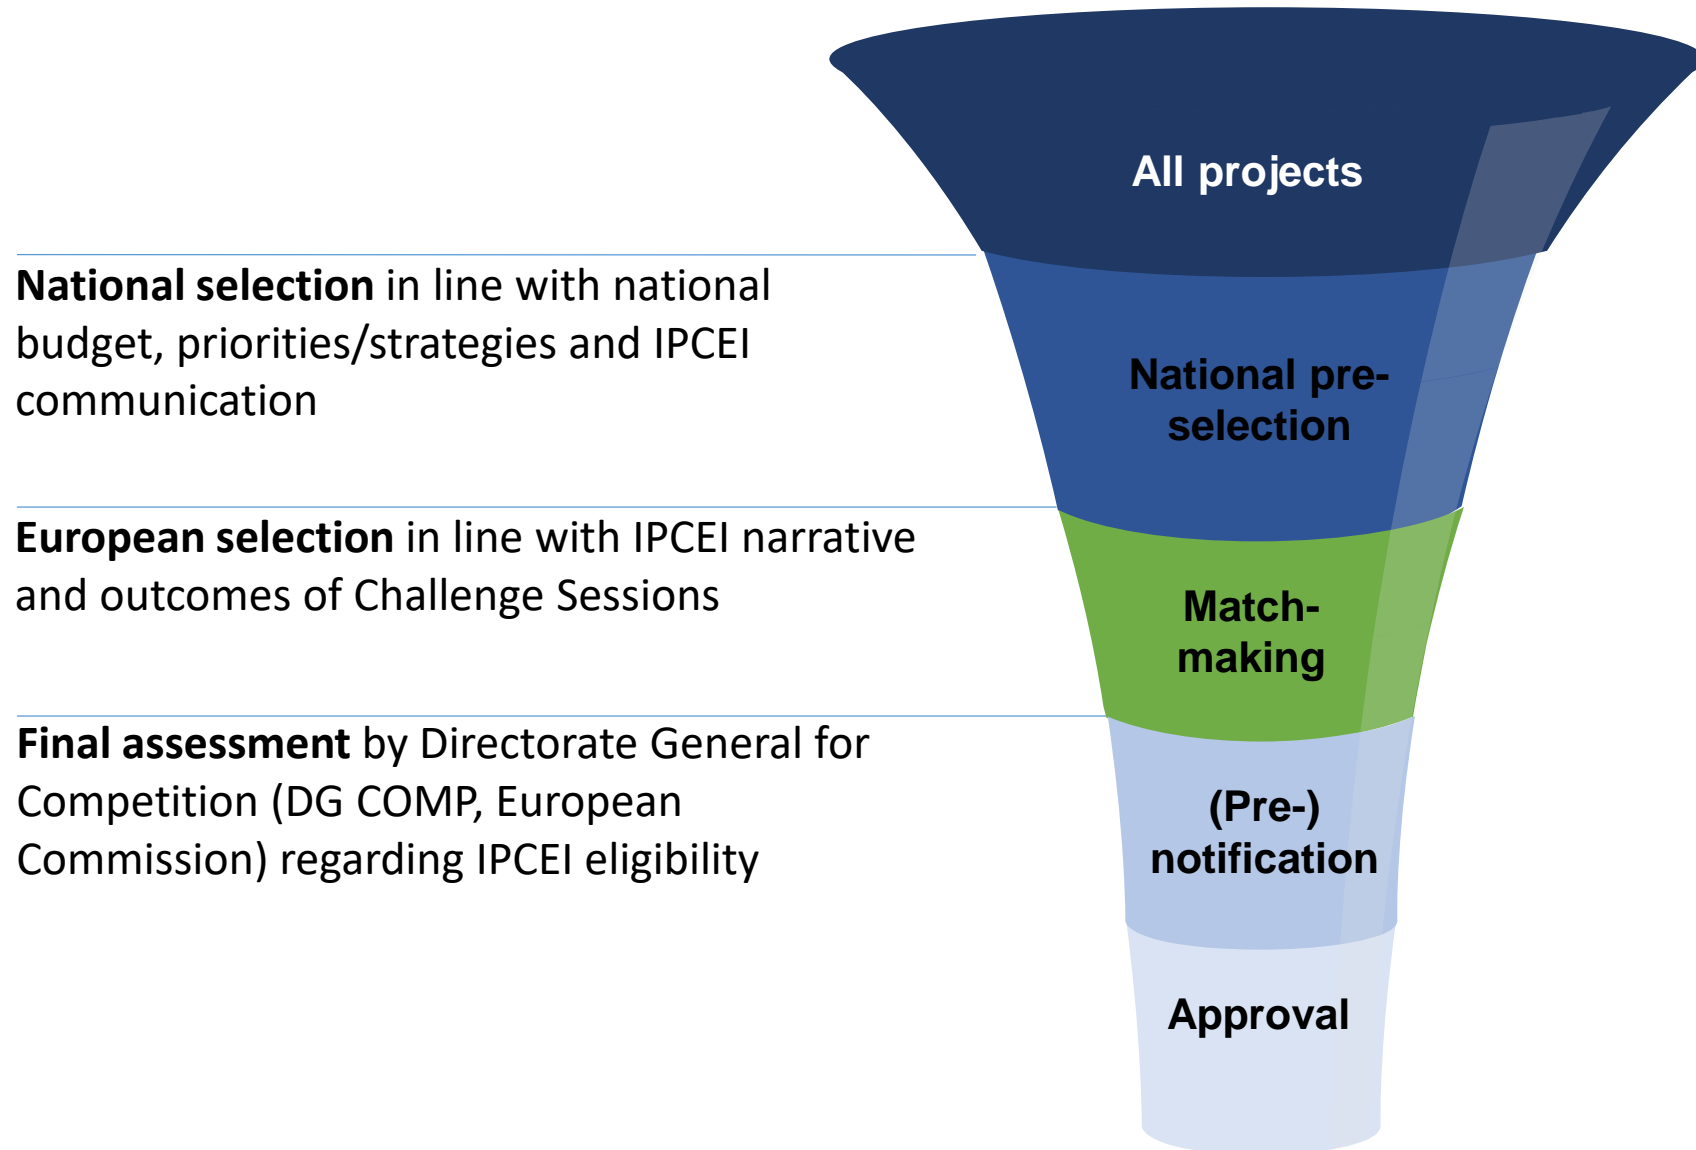 All projects
National selection in line with national
budget, priorities/strategies and IPCEI
communication
National pre-
selection
European selection in line with IPCEI narrative
and outcomes of Challenge Sessions
Match-
making
Final assessment by Directorate General for
Competition (DG COMP, European
Commission) regarding IPCEI eligibility
(Pre-)
notification
Approval